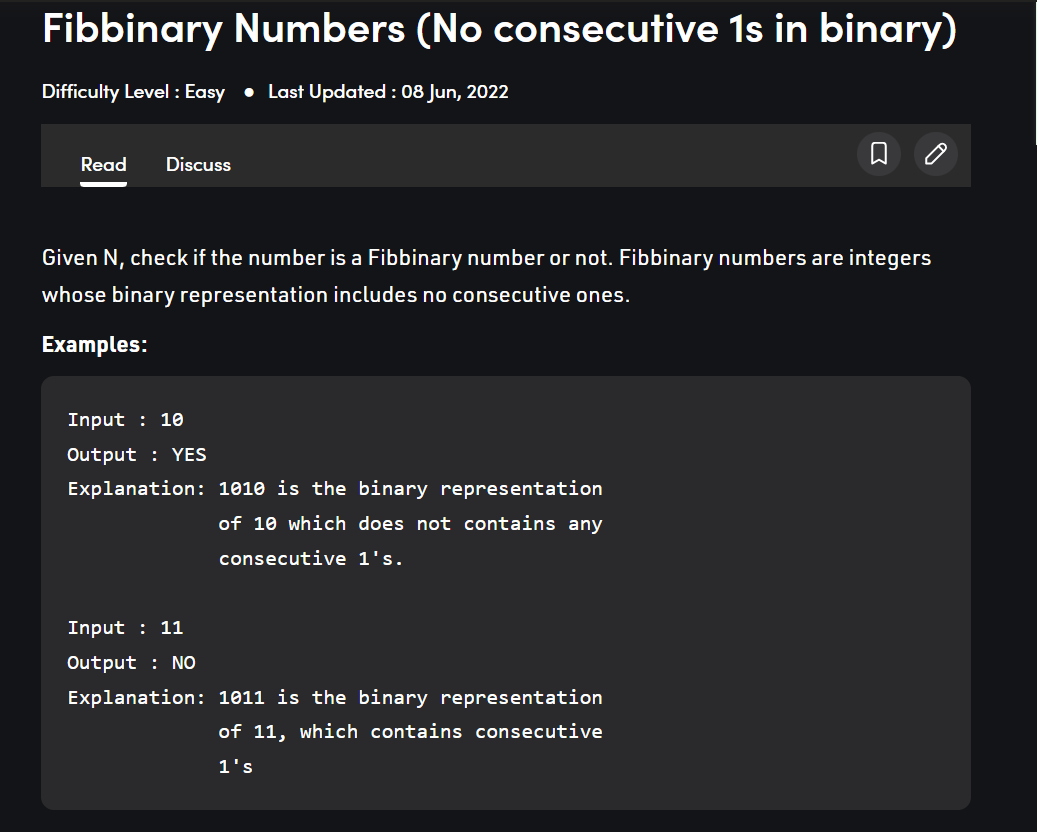 Fibbinary Numbers (No consecutive 1s in binary)
Difficulty Level : Easy ● Last Updated : 08 Jun, 2022
Read Discuss
Given N, check if the number is a Fibbinary number or not. Fibbinary numbers are integers
whose binary representation includes no consecutive ones.
Examples:
Input : 10
Output : YES
Explanation: 1010 is the binary representation
of 10 which does not contains any
consecutive 1's.
Input : 11
Output : NO
Explanation: 1011 is the binary representation
of 11, which contains consecutive
1's